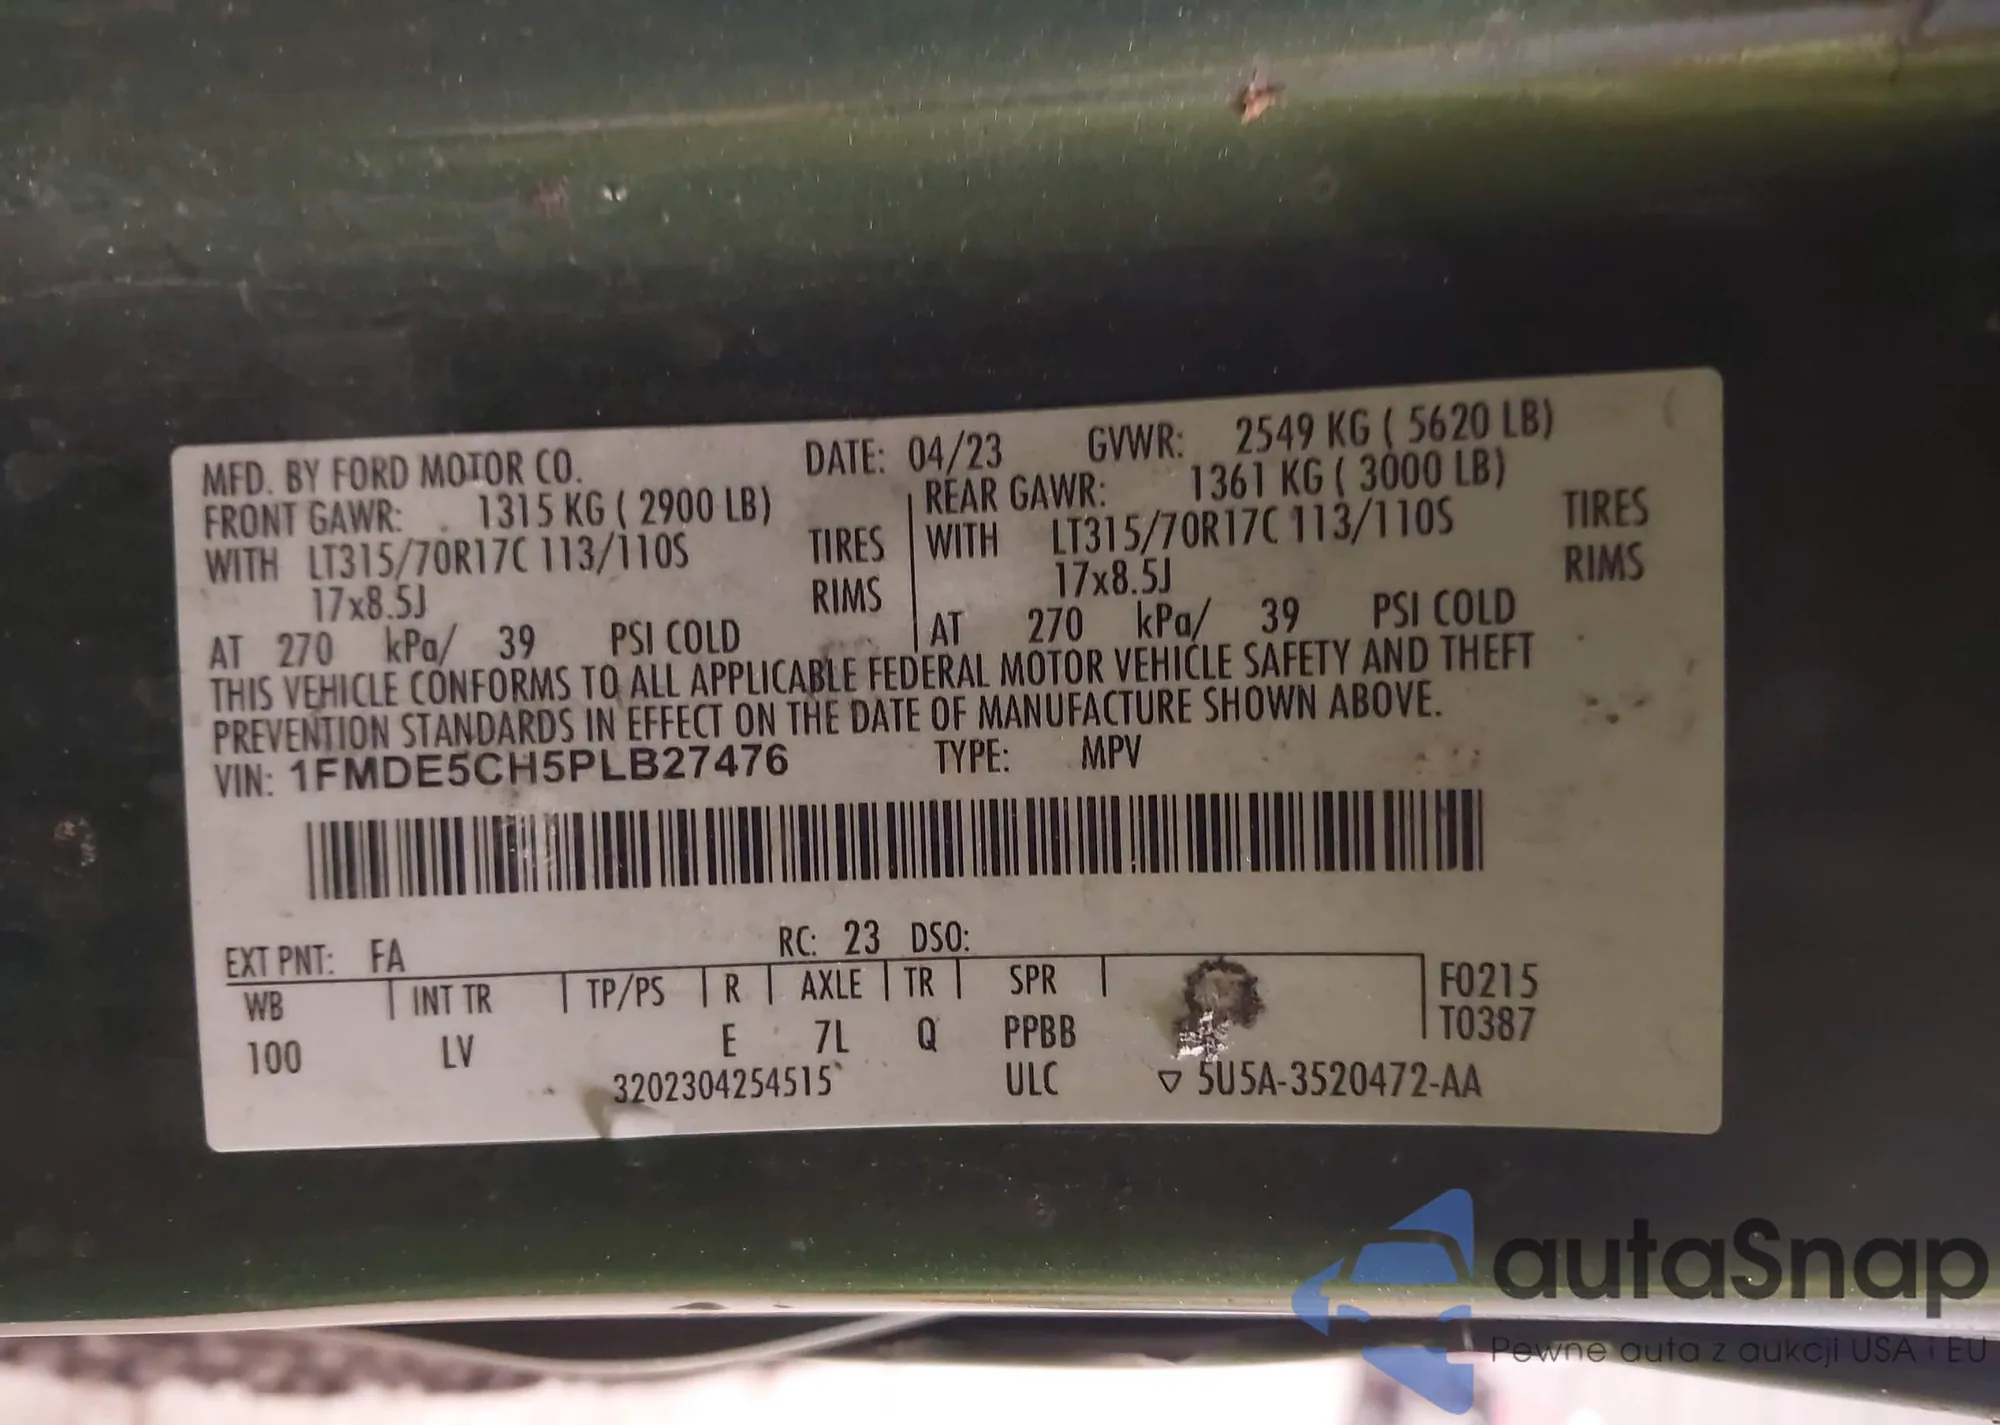 MFD. BY FORD MOTOR CO. DATE: 04/23 GVWR: 2549 KG ( 5620 LB)
FRONT GAWR: 1315 KG ( 2900 LB) REAR GAWR: 1361 KG ( 3000 LB)
WITH LT315/70R17C 113/110S TIRES WITH LT315/70R17C 113/110S TIRES
17x8.5J RIMS 17x8.5J RIMS
AT 270 kPa/ 39 PSI COLD AT 270 kPa/ 39 PSI COLD
THIS VEHICLE CONFORMS TO ALL APPLICABLE FEDERAL MOTOR VEHICLE SAFETY AND THEFT
PREVENTION STANDARDS IN EFFECT ON THE DATE OF MANUFACTURE SHOWN ABOVE.
VIN: 1FMDE5CH5PLB27476 TYPE: MPV
EXT PNT: FA RC: 23 DSO:
WB INT TR TP/PS R AXLE TR SPR F0215
T0387
100 LV E 7L Q PPBB
3202304254515 ULC ▽ 5U5A-3520472-AA
autaSnap
Pewne auta z aukcji USA i EU